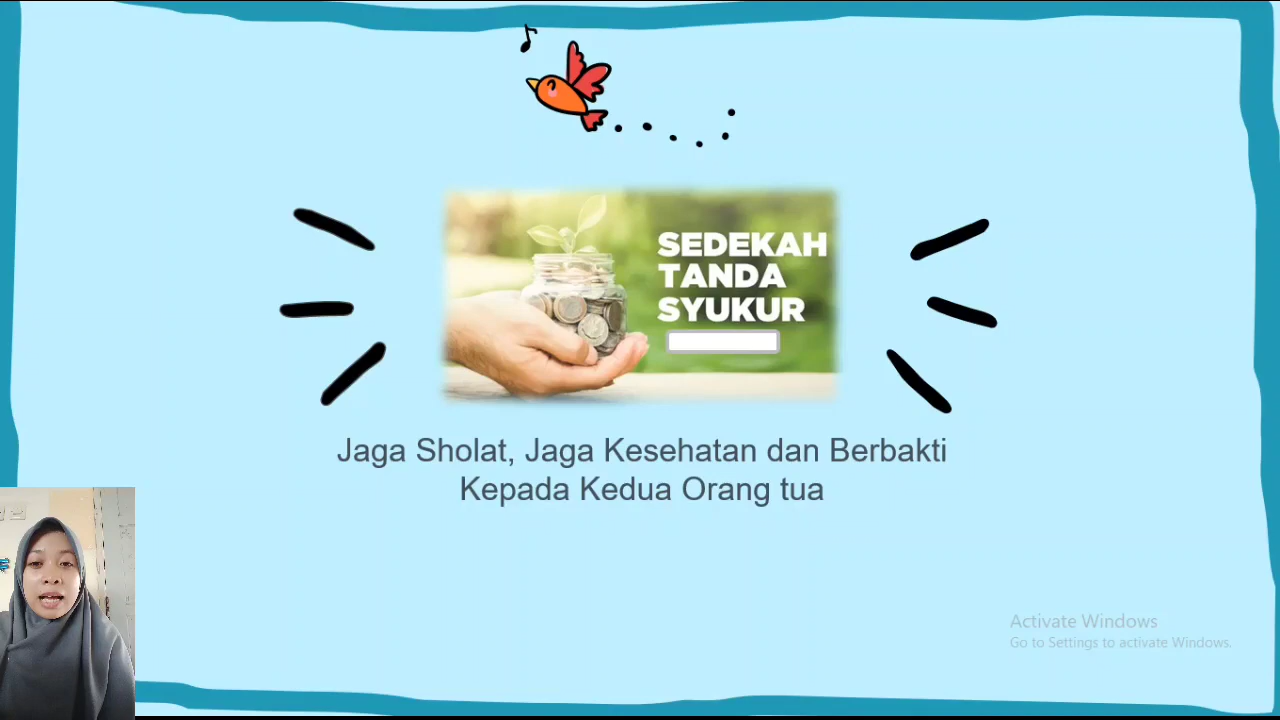 SEDEKAH
TANDA
SYUKUR
Jaga Sholat, Jaga Kesehatan dan Berbakti
Kepada Kedua Orang tua
Activate Windows
Go to Settings to activate Windows.